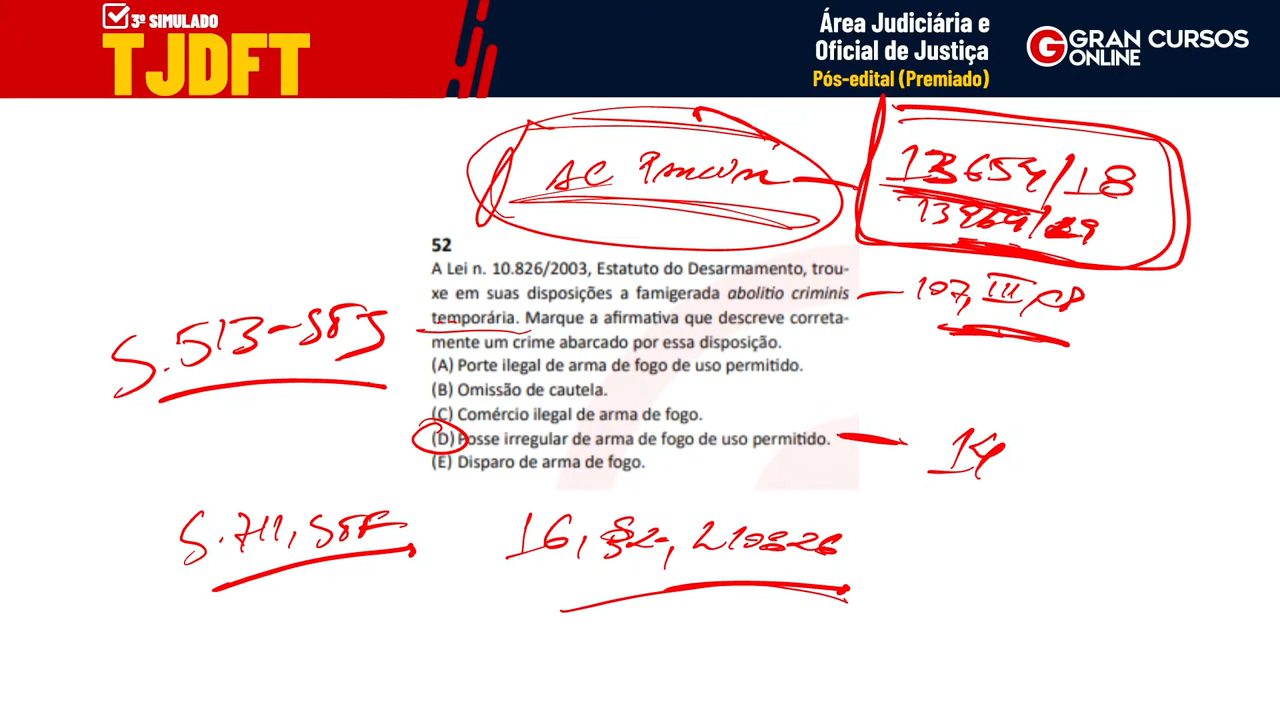 3º SIMULADO
TJDFT
Área Judiciária e
Oficial de Justiça
Pós-edital (Premiado)
GRAN CURSOS
ONLINE
AC
13654/18
107, III, CP
52
A Lei n. 10.826/2003, Estatuto do Desarmamento, trou-
xe em suas disposições a famigerada abolitio criminis
temporária. Marque a afirmativa que descreve correta-
mente um crime abarcado por essa disposição.
(A) Porte ilegal de arma de fogo de uso permitido.
(B) Omissão de cautela.
(C) Comércio ilegal de arma de fogo.
(D) Posse irregular de arma de fogo de uso permitido.
(E) Disparo de arma de fogo.
S. 513-STJ
14
S. 711, STF